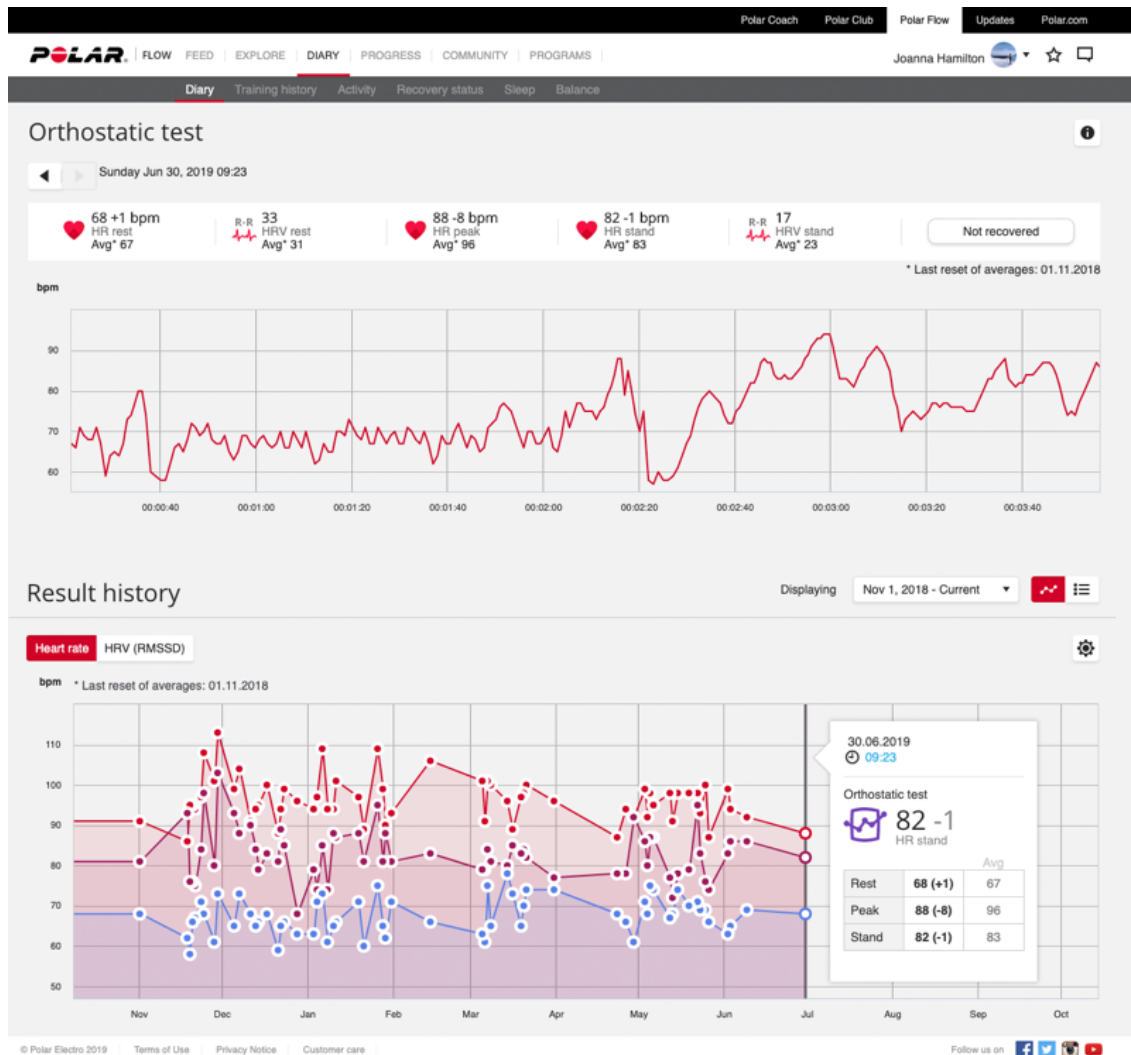 Polar Coach Polar Club Polar Flow Updates Polar.com
POLAR. FLOW FEED EXPLORE DIARY PROGRESS COMMUNITY PROGRAMS Joanna Hamilton
Diary Training history Activity Recovery status Sleep Balance
Orthostatic test
Sunday Jun 30, 2019 09:23
68 +1 bpm
HR rest
Avg* 67
R-R 33
HRV rest
Avg* 31
88 -8 bpm
HR peak
Avg* 96
82 -1 bpm
HR stand
Avg* 83
R-R 17
HRV stand
Avg* 23
Not recovered
* Last reset of averages: 01.11.2018
bpm
90
80
70
60
00:00:40 00:01:00 00:01:20 00:01:40 00:02:00 00:02:20 00:02:40 00:03:00 00:03:20 00:03:40
Result history
Displaying Nov 1, 2018 - Current
Heart rate HRV (RMSSD)
bpm * Last reset of averages: 01.11.2018
110
100
90
80
70
60
50
Nov Dec Jan Feb Mar Apr May Jun Jul Aug Sep Oct
30.06.2019
09:23
Orthostatic test
82 -1
HR stand
Avg
Rest 68 (+1) 67
Peak 88 (-8) 96
Stand 82 (-1) 83
© Polar Electro 2019 Terms of Use Privacy Notice Customer care Follow us on